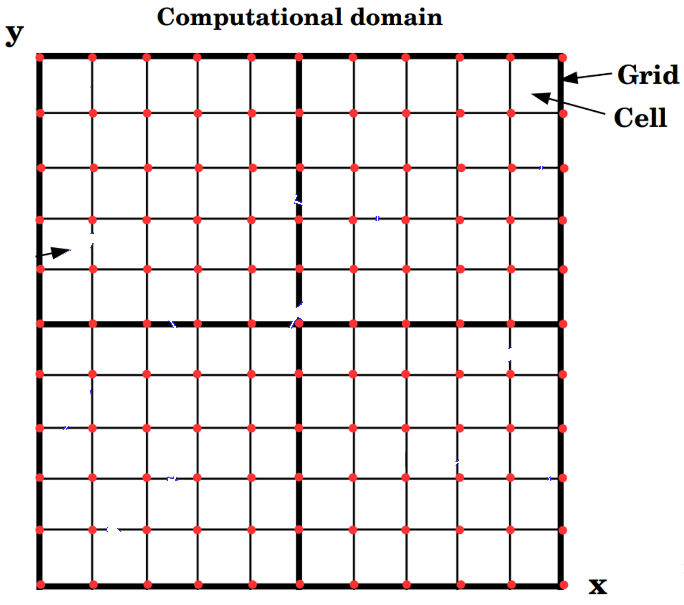 Computational domain
y
Grid
Cell
x